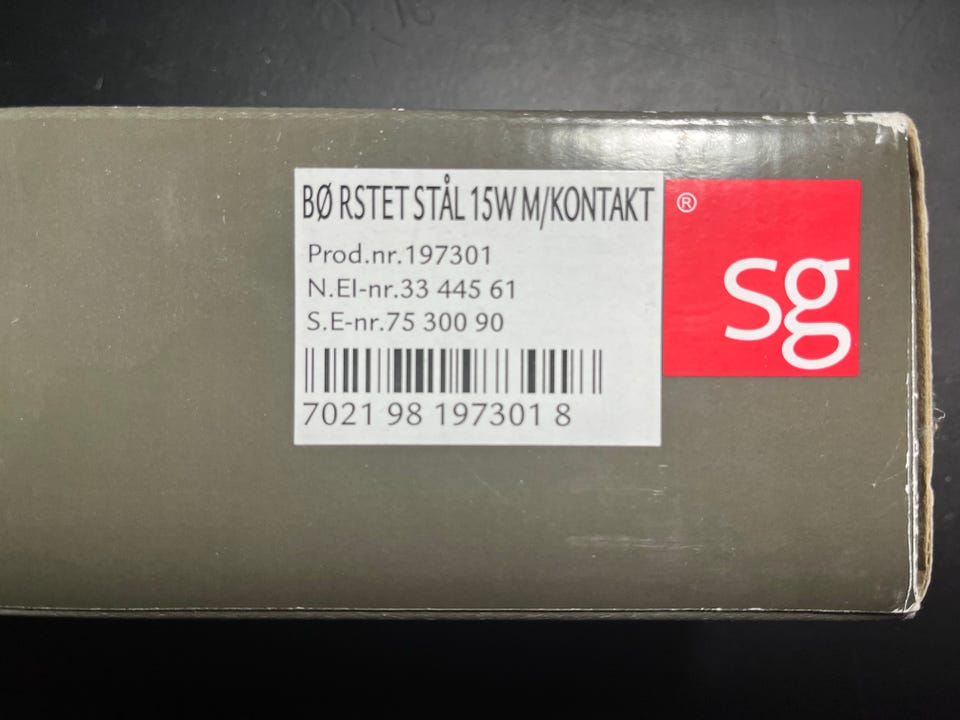 BØ RSTET STÅL 15W M/KONTAKT
Prod.nr.197301
N.El-nr.33 445 61
S.E-nr.75 300 90
7021 98 197301 8
®
sg